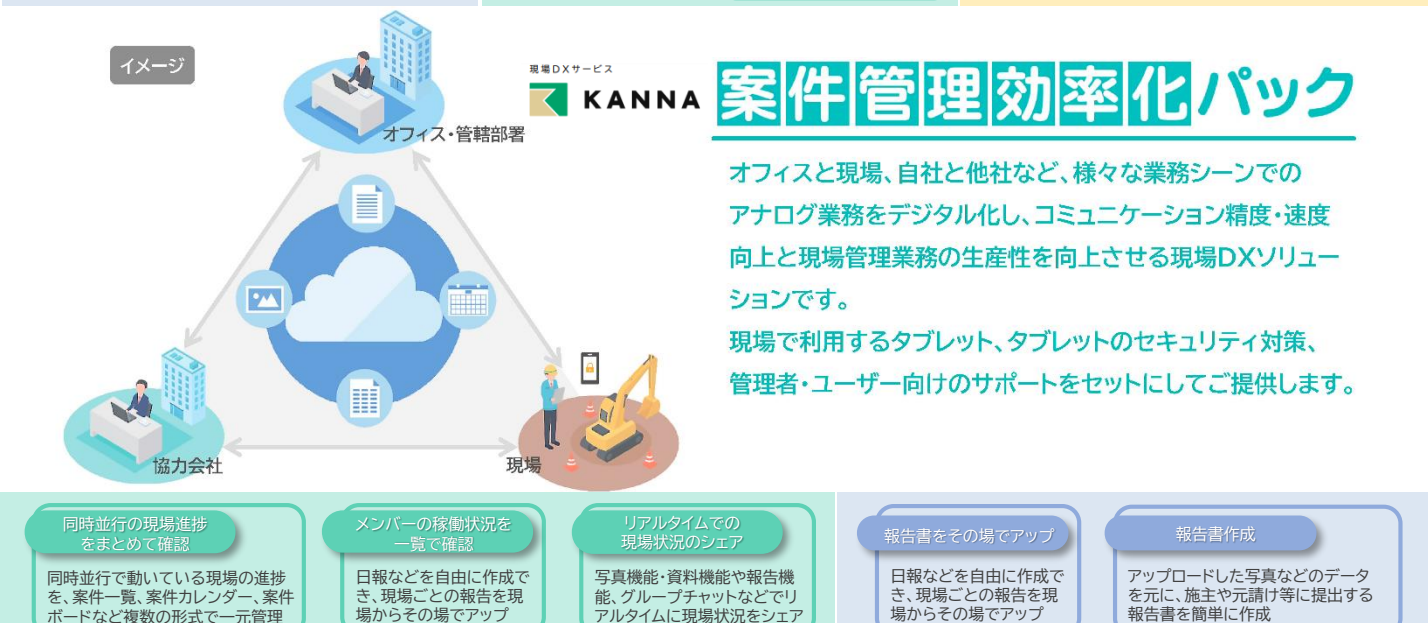 イメージ
オフィス・管轄部署
協力会社
現場
現場DXサービス
KANNA
案件管理効率化パック
オフィスと現場、自社と他社など、様々な業務シーンでの
アナログ業務をデジタル化し、コミュニケーション精度・速度
向上と現場管理業務の生産性を向上させる現場DXソリュー
ションです。
現場で利用するタブレット、タブレットのセキュリティ対策、
管理者・ユーザー向けのサポートをセットにしてご提供します。
同時並行の現場進捗
をまとめて確認
同時並行で動いている現場の進捗
を、案件一覧、案件カレンダー、案件
ボードなど複数の形式で一元管理
メンバーの稼働状況を
一覧で確認
日報などを自由に作成で
き、現場ごとの報告を現
場からその場でアップ
リアルタイムでの
現場状況のシェア
写真機能・資料機能や報告機
能、グループチャットなどでリ
アルタイムに現場状況をシェア
報告書をその場でアップ
日報などを自由に作成で
き、現場ごとの報告を現
場からその場でアップ
報告書作成
アップロードした写真などのデータ
を元に、施主や元請け等に提出する
報告書を簡単に作成